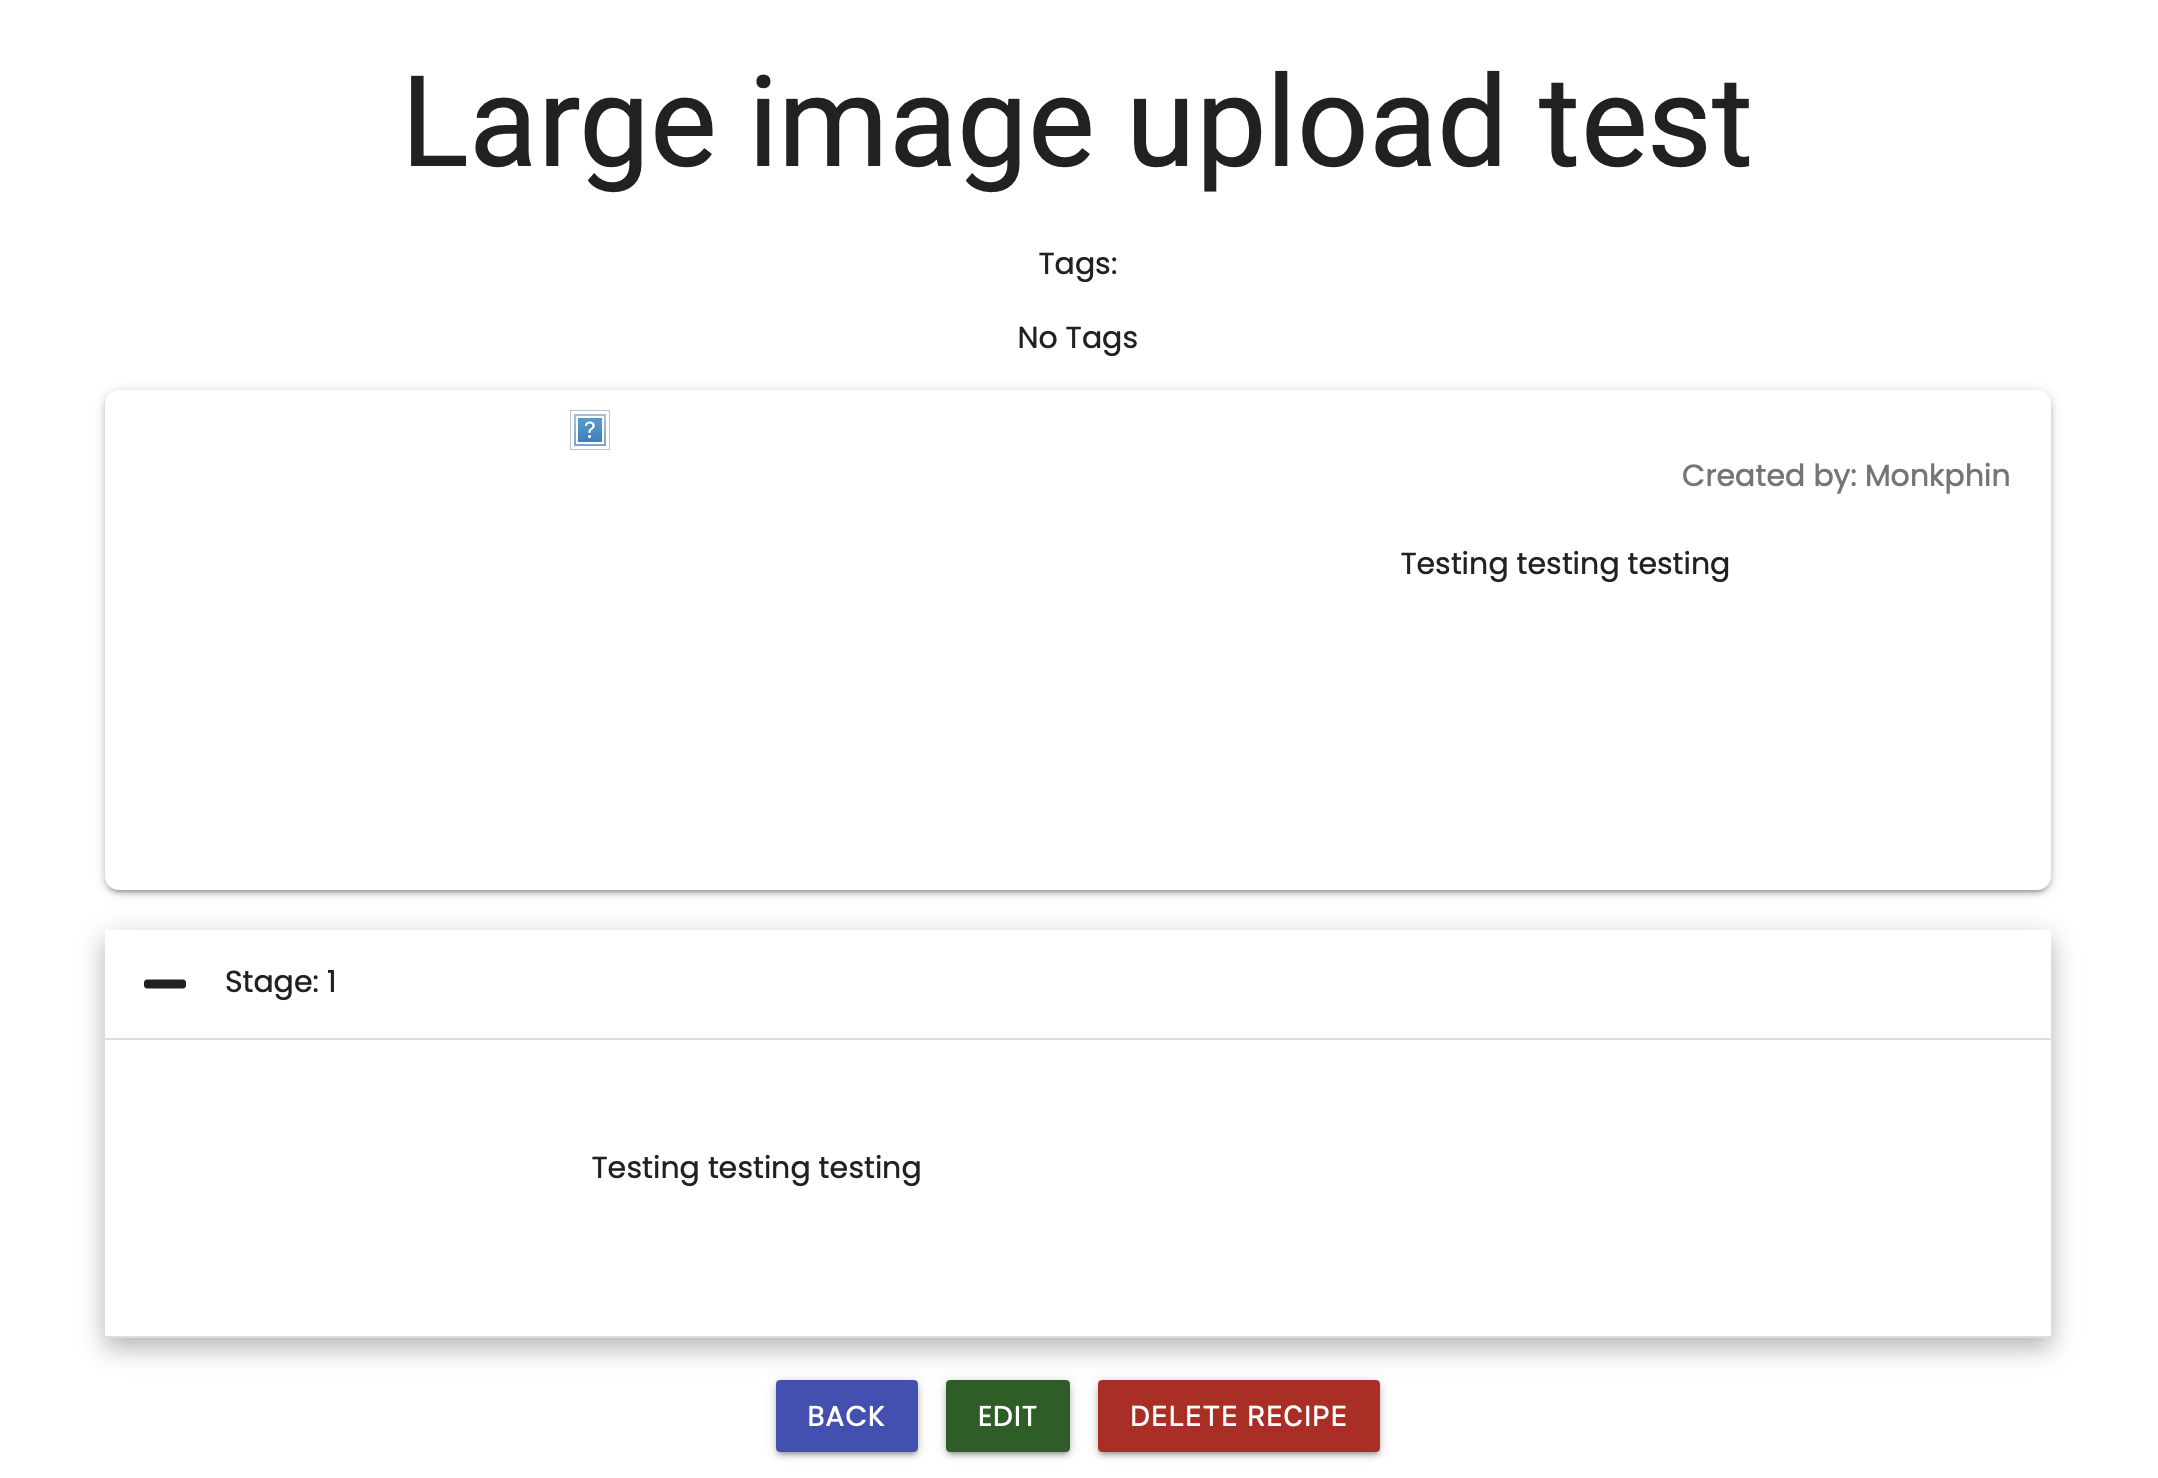 Large image upload test
Tags:
No Tags
?
Created by: Monkphin
Testing testing testing
Stage: 1
Testing testing testing
BACK
EDIT
DELETE RECIPE